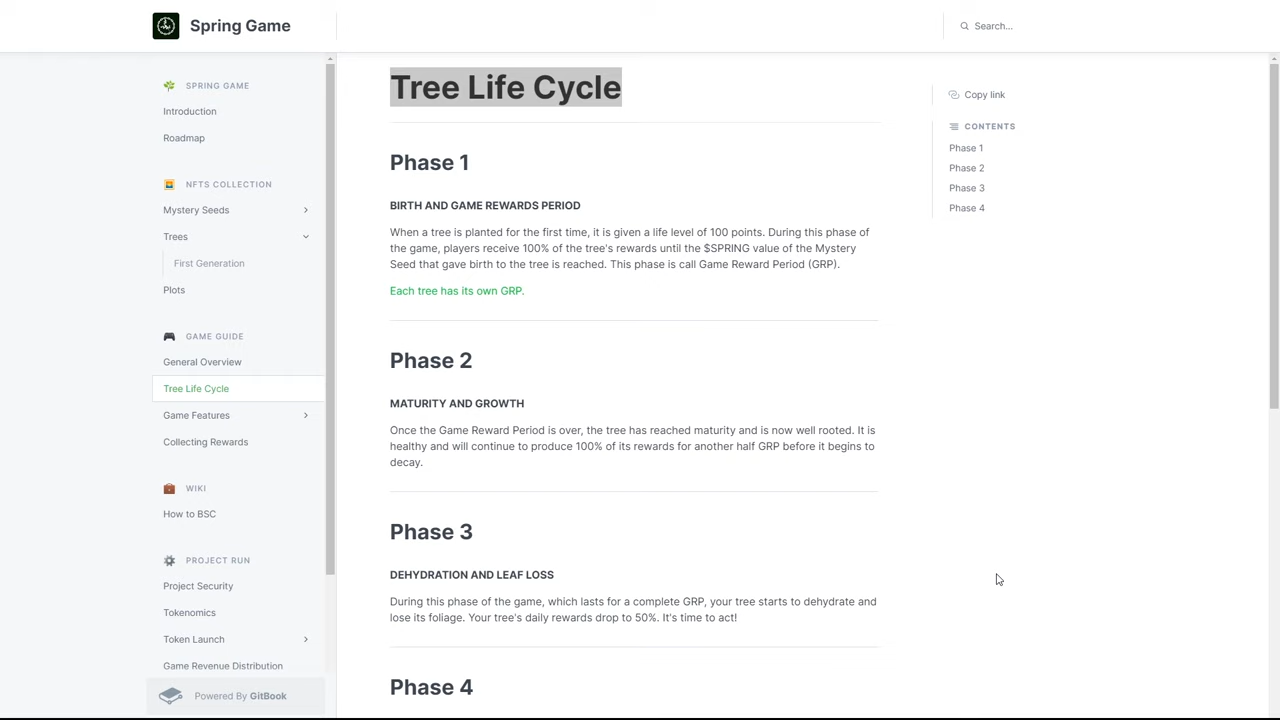 Spring Game
Search...
SPRING GAME
Introduction
Roadmap
NFTS COLLECTION
Mystery Seeds
Trees
First Generation
Plots
GAME GUIDE
General Overview
Tree Life Cycle
Game Features
Collecting Rewards
WIKI
How to BSC
PROJECT RUN
Project Security
Tokenomics
Token Launch
Game Revenue Distribution
Powered By GitBook
Tree Life Cycle
Phase 1
BIRTH AND GAME REWARDS PERIOD
When a tree is planted for the first time, it is given a life level of 100 points. During this phase of
the game, players receive 100% of the tree's rewards until the $SPRING value of the Mystery
Seed that gave birth to the tree is reached. This phase is call Game Reward Period (GRP).
Each tree has its own GRP.
Phase 2
MATURITY AND GROWTH
Once the Game Reward Period is over, the tree has reached maturity and is now well rooted. It is
healthy and will continue to produce 100% of its rewards for another half GRP before it begins to
decay.
Phase 3
DEHYDRATION AND LEAF LOSS
During this phase of the game, which lasts for a complete GRP, your tree starts to dehydrate and
lose its foliage. Your tree's daily rewards drop to 50%. It's time to act!
Phase 4
Copy link
CONTENTS
Phase 1
Phase 2
Phase 3
Phase 4